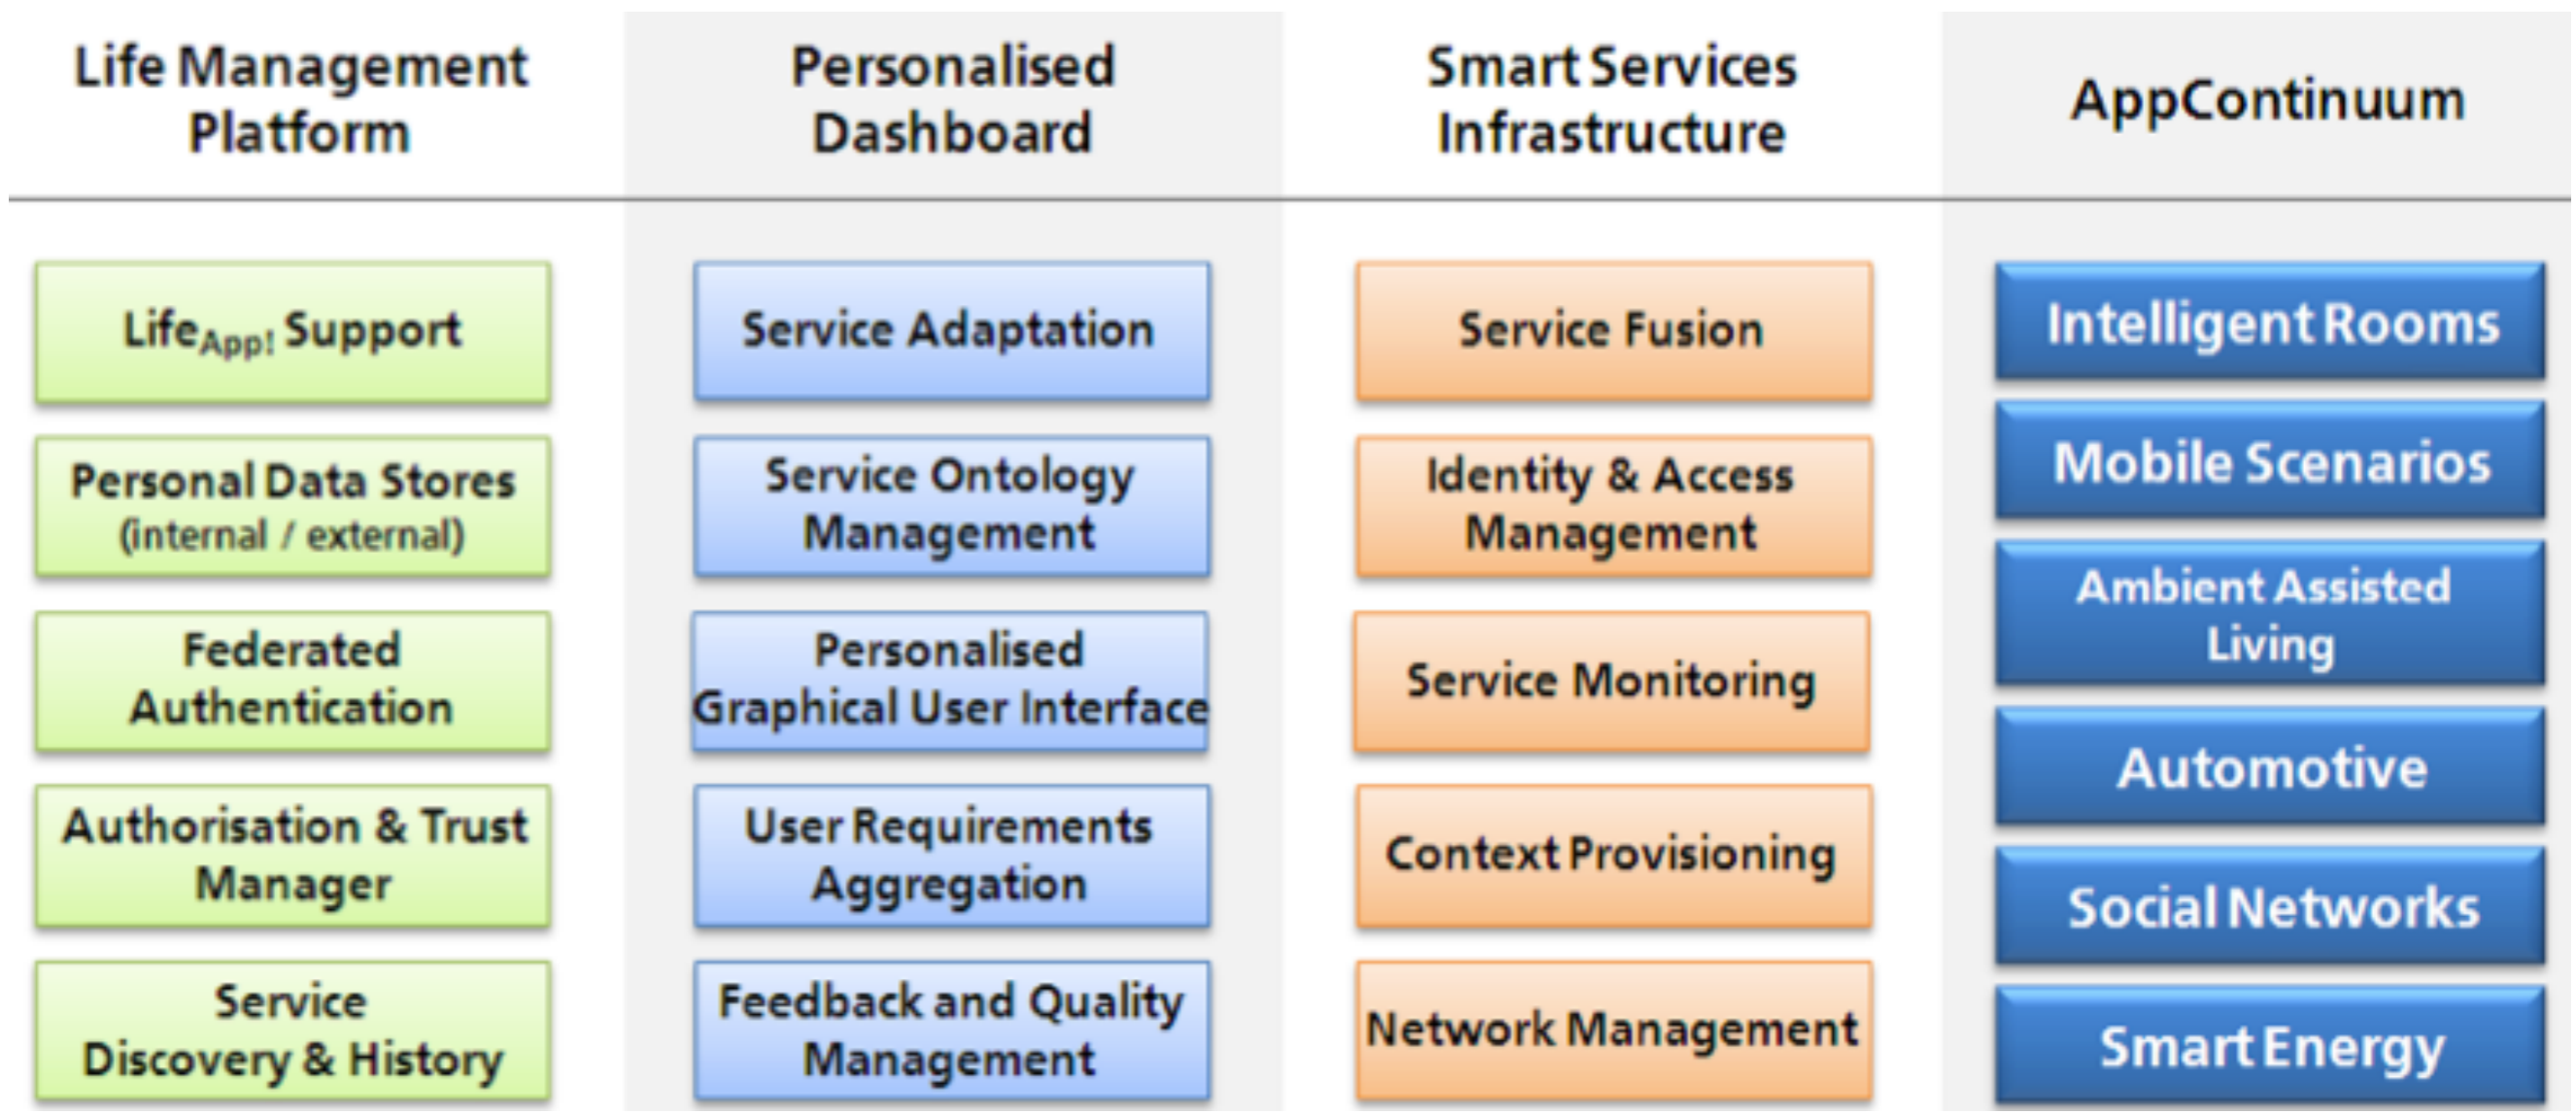 Life Management
Platform
Personalised
Dashboard
Smart Services
Infrastructure
AppContinuum
LifeApp! Support
Personal Data Stores
(internal / external)
Federated
Authentication
Authorisation & Trust
Manager
Service
Discovery & History
Service Adaptation
Service Ontology
Management
Personalised
Graphical User Interface
User Requirements
Aggregation
Feedback and Quality
Management
Service Fusion
Identity & Access
Management
Service Monitoring
Context Provisioning
Network Management
Intelligent Rooms
Mobile Scenarios
Ambient Assisted
Living
Automotive
Social Networks
Smart Energy